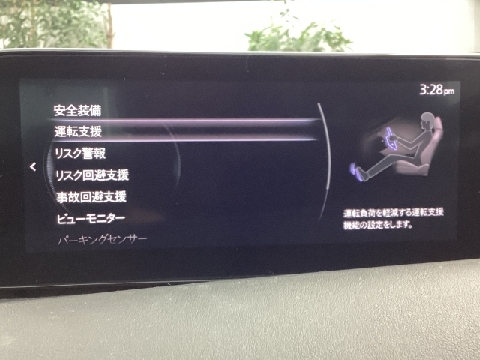 3:28pm
安全装備
運転支援
リスク警報
リスク回避支援
事故回避支援
ビューモニター
パーキングセンサー
運転負荷を軽減する運転支援
機能の設定をします。